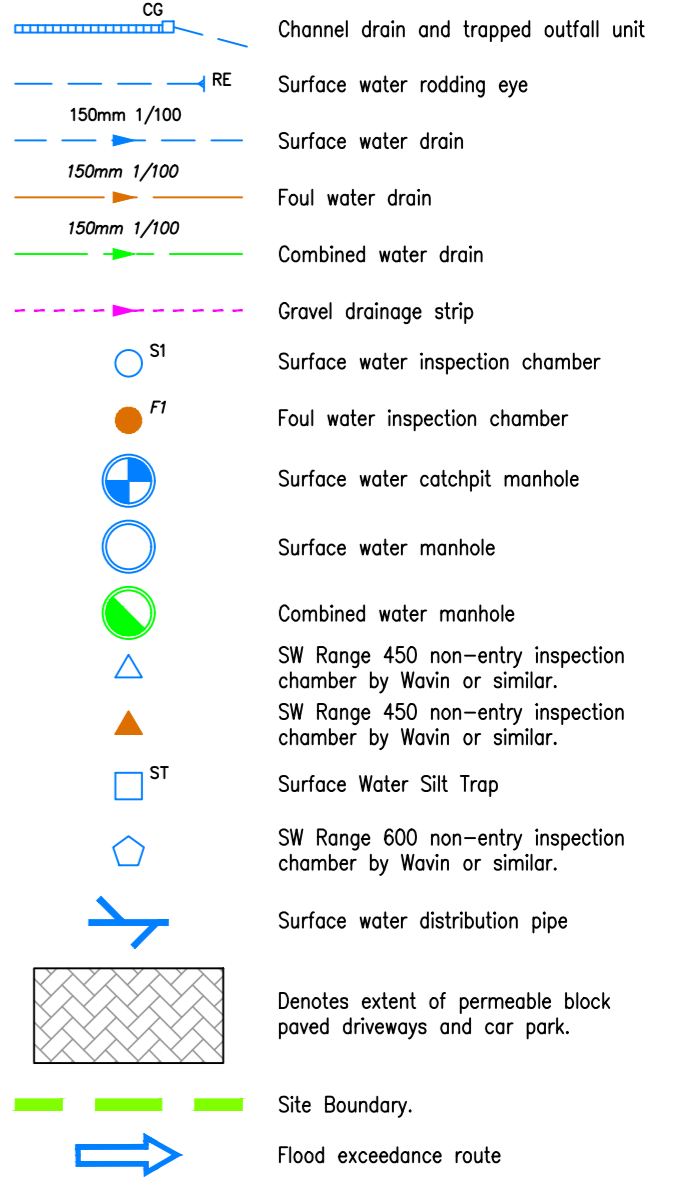 CG
Channel drain and trapped outfall unit
RE
Surface water rodding eye
150mm 1/100
Surface water drain
150mm 1/100
Foul water drain
150mm 1/100
Combined water drain
Gravel drainage strip
S1
Surface water inspection chamber
F1
Foul water inspection chamber
Surface water catchpit manhole
Surface water manhole
Combined water manhole
SW Range 450 non-entry inspection
chamber by Wavin or similar.
SW Range 450 non-entry inspection
chamber by Wavin or similar.
ST
Surface Water Silt Trap
SW Range 600 non-entry inspection
chamber by Wavin or similar.
Surface water distribution pipe
Denotes extent of permeable block
paved driveways and car park.
Site Boundary.
Flood exceedance route